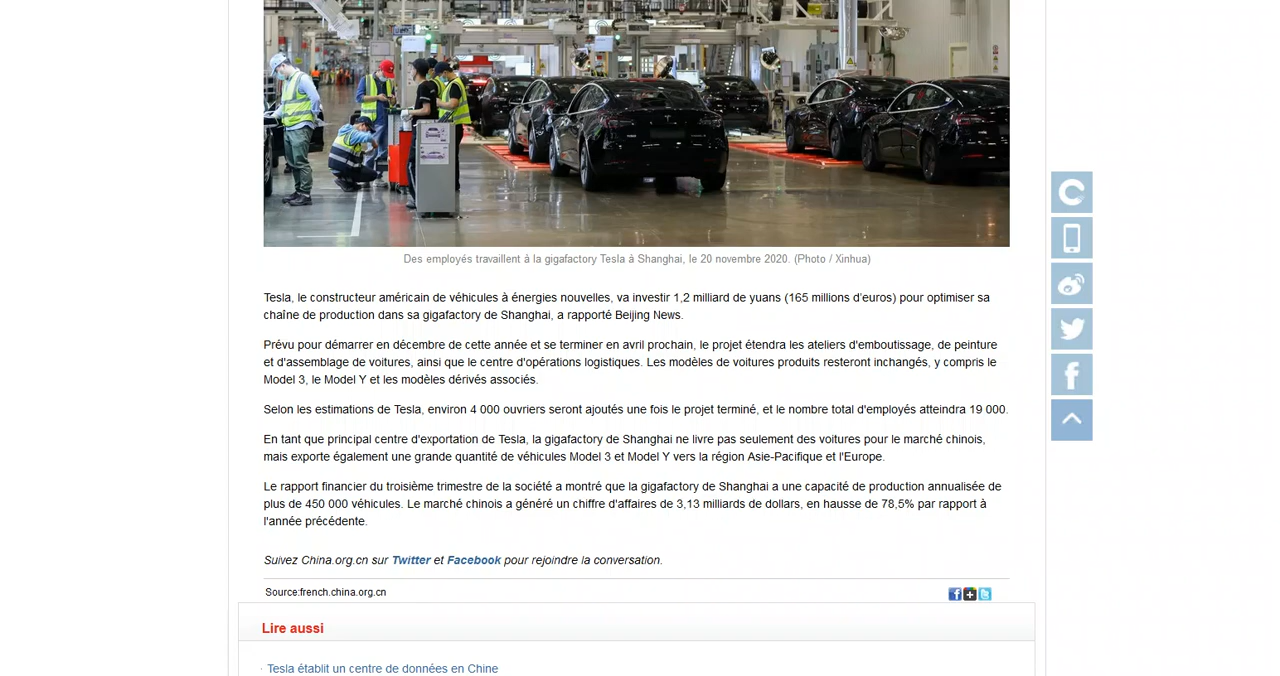 Des employés travaillent à la gigafactory Tesla à Shanghai, le 20 novembre 2020. (Photo / Xinhua)
Tesla, le constructeur américain de véhicules à énergies nouvelles, va investir 1,2 milliard de yuans (165 millions d'euros) pour optimiser sa
chaîne de production dans sa gigafactory de Shanghai, a rapporté Beijing News.
Prévu pour démarrer en décembre de cette année et se terminer en avril prochain, le projet étendra les ateliers d'emboutissage, de peinture
et d'assemblage de voitures, ainsi que le centre d'opérations logistiques. Les modèles de voitures produits resteront inchangés, y compris le
Model 3, le Model Y et les modèles dérivés associés.
Selon les estimations de Tesla, environ 4 000 ouvriers seront ajoutés une fois le projet terminé, et le nombre total d'employés atteindra 19 000.
En tant que principal centre d'exportation de Tesla, la gigafactory de Shanghai ne livre pas seulement des voitures pour le marché chinois,
mais exporte également une grande quantité de véhicules Model 3 et Model Y vers la région Asie-Pacifique et l'Europe.
Le rapport financier du troisième trimestre de la société a montré que la gigafactory de Shanghai a une capacité de production annualisée de
plus de 450 000 véhicules. Le marché chinois a généré un chiffre d'affaires de 3,13 milliards de dollars, en hausse de 78,5% par rapport à
l'année précédente.
Suivez China.org.cn sur Twitter et Facebook pour rejoindre la conversation.
Source:french.china.org.cn
Lire aussi
· Tesla établit un centre de données en Chine